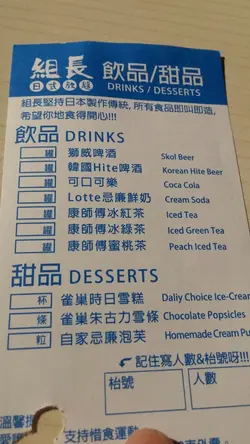 組長 飲品/甜品
日式放題 DRINKS / DESSERTS
組長堅持日本製作傳統, 所有食品即叫即造,
希望你地食得開心!!!
飲品 DRINKS
罐 獅威啤酒 Skol Beer
罐 韓國Hite啤酒 Korean Hite Beer
罐 可口可樂 Coca Cola
罐 Lotte忌廉鮮奶 Cream Soda
罐 康師傅冰紅茶 Iced Tea
罐 康師傅冰綠茶 Iced Green Tea
罐 康師傅蜜桃茶 Peach Iced Tea
甜品 DESSERTS
杯 雀巢時日雪糕 Daliy Choice Ice-Cream
條 雀巢朱古力雪條 Chocolate Popsicles
粒 自家忌廉泡芙 Homemade Cream Pu
記住寫人數&枱號呀!!!
枱號 人數
溫馨提
支持惜食運動